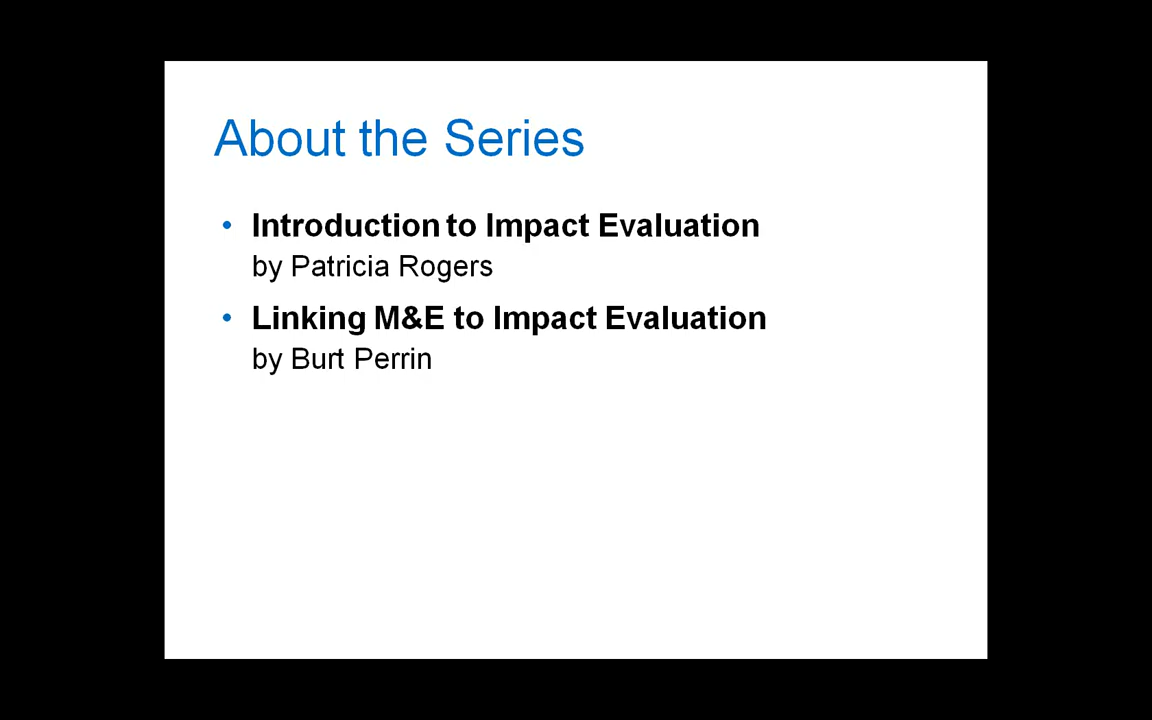 About the Series
• Introduction to Impact Evaluation
by Patricia Rogers
• Linking M&E to Impact Evaluation
by Burt Perrin